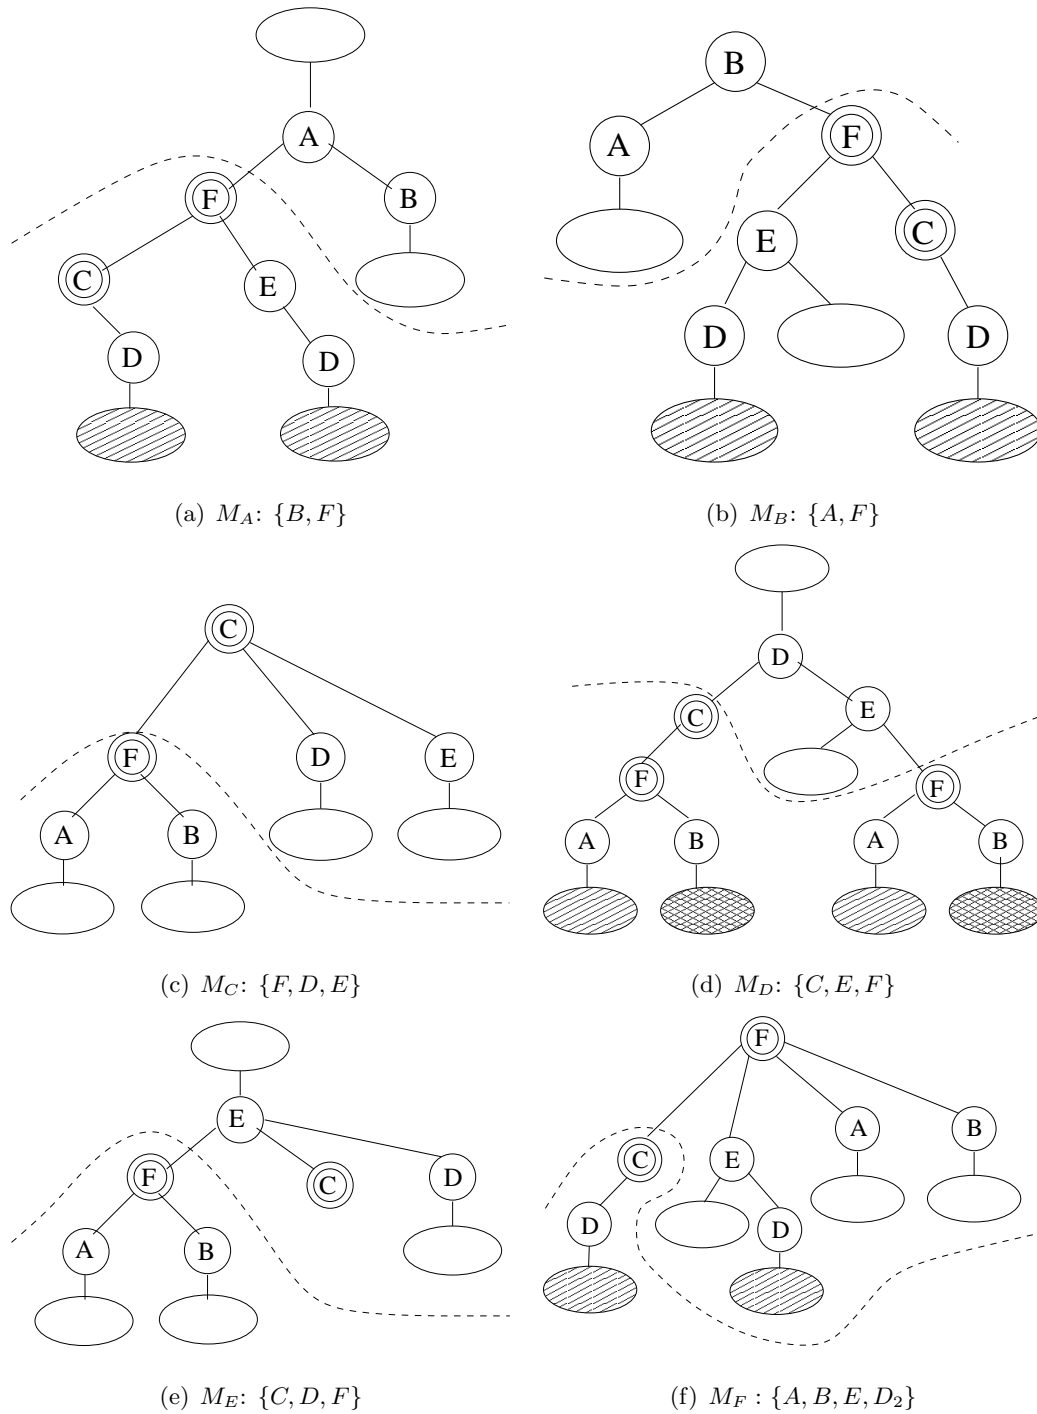 A
F
B
C
E
D
D
(a) M_A: {B, F}
B
A
F
E
C
D
D
(b) M_B: {A, F}
C
F
D
E
A
B
(c) M_C: {F, D, E}
D
C
E
F
F
A
B
A
B
(d) M_D: {C, E, F}
E
F
C
D
A
B
(e) M_E: {C, D, F}
F
C
E
A
B
D
D
(f) M_F : {A, B, E, D_2}